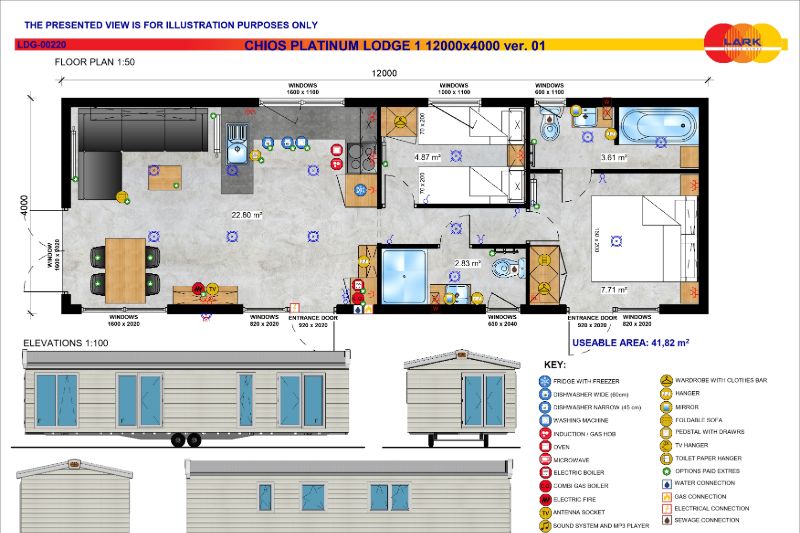 THE PRESENTED VIEW IS FOR ILLUSTRATION PURPOSES ONLY
LDG-00220
CHIOS PLATINUM LODGE 1 12000x4000 ver. 01
LARK
FLOOR PLAN 1:50
12000
WINDOWS
1600 x 1100
WINDOWS
1000 x 1100
WINDOWS
600 x 1100
4000
70 x 200
4.87 m²
3.61 m²
70 x 200
22.80 m²
150 x 200
WINDOW
1600 x 2020
2.83 m²
7.71 m²
TV
WINDOWS
1600 x 2020
WINDOWS
820 x 2020
ENTRANCE DOOR
920 x 2020
WINDOWS
650 x 2040
ENTRANCE DOOR
920 x 2020
WINDOWS
820 x 2020
ELEVATIONS 1:100
USEABLE AREA: 41,82 m²
KEY:
FRIDGE WITH FREEZER
DISHWASHER WIDE (60cm)
DISHWASHER NARROW (45 cm)
WASHING MACHINE
INDUCTION / GAS HOB
OVEN
MICROWAVE
ELECTRIC BOILER
COMBI GAS BOILER
ELECTRIC FIRE
TV ANTENNA SOCKET
SOUND SYSTEM AND MP3 PLAYER
WARDROBE WITH CLOTHES BAR
HANGER
MIRROR
FOLDABLE SOFA
PEDSTAL WITH DRAWRS
TV HANGER
TOILET PAPER HANGER
OPTIONS PAID EXTRES
WATER CONNECTION
GAS CONNECTION
ELECTRICAL CONNECTION
SEWAGE CONNECTION